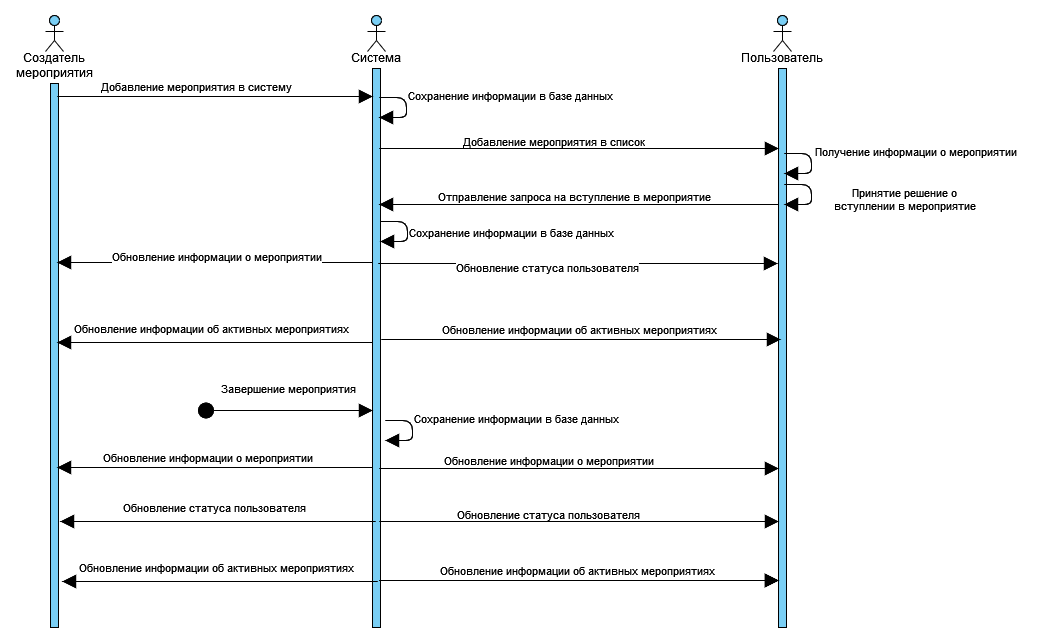 Создатель
мероприятия
Система
Пользователь
Добавление мероприятия в систему
Сохранение информации в базе данных
Добавление мероприятия в список
Получение информации о мероприятии
Принятие решение о
вступлении в мероприятие
Отправление запроса на вступление в мероприятие
Сохранение информации в базе данных
Обновление информации о мероприятии
Обновление статуса пользователя
Обновление информации об активных мероприятиях
Обновление информации об активных мероприятиях
Завершение мероприятия
Сохранение информации в базе данных
Обновление информации о мероприятии
Обновление информации о мероприятии
Обновление статуса пользователя
Обновление статуса пользователя
Обновление информации об активных мероприятиях
Обновление информации об активных мероприятиях